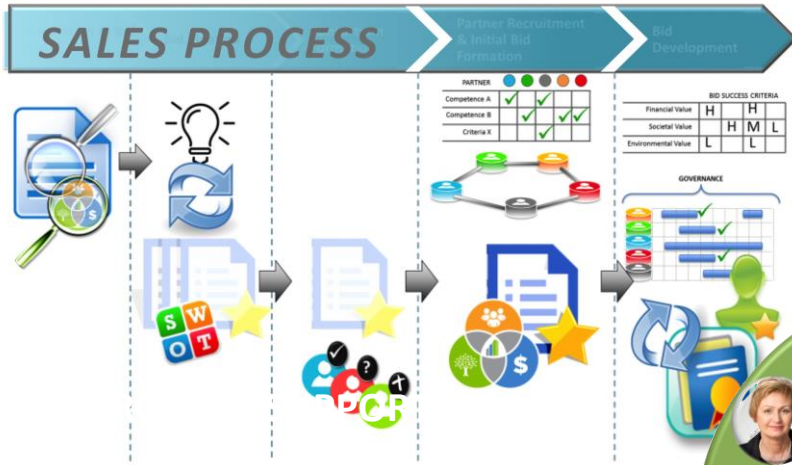 SALES PROCESS
Partner Recruitment
& Initial Bid
Formation
Bid
Development
PARTNER
Competence A
Competence B
Criteria X
BID SUCCESS CRITERIA
Financial Value H H
Societal Value H M L
Environmental Value L L
GOVERNANCE
S W
O T
$
?
$